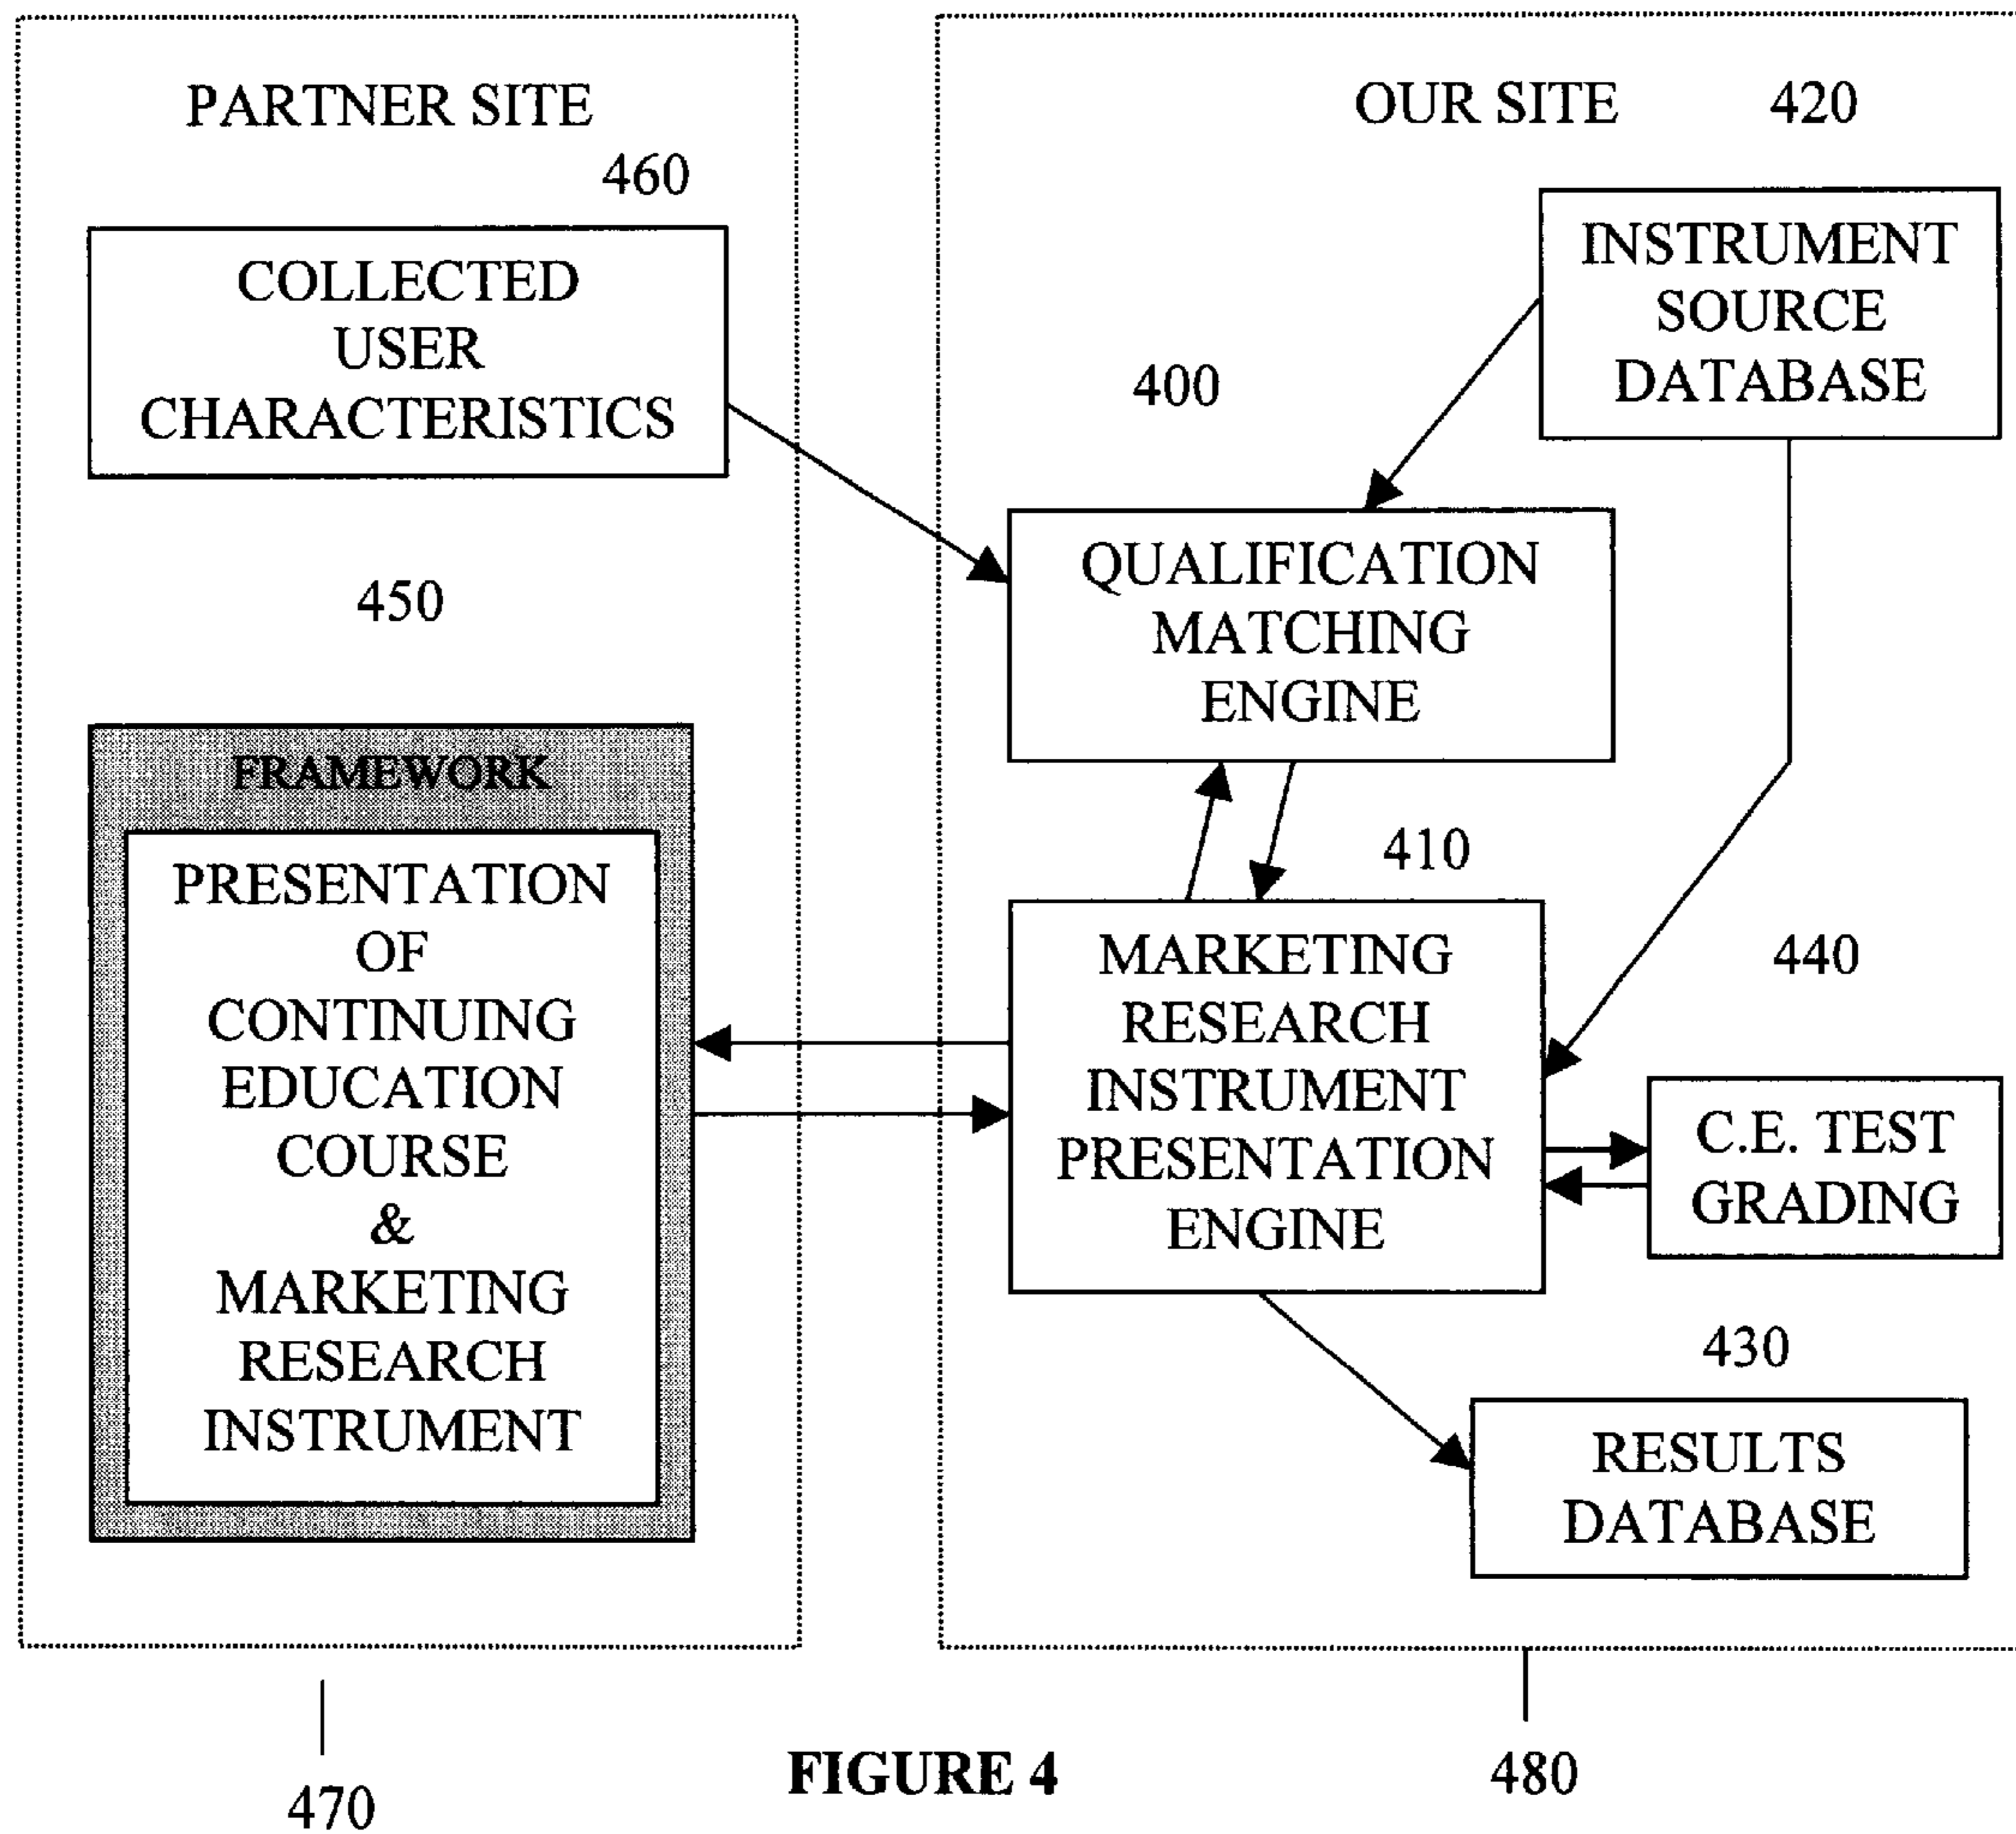 PARTNER SITE
460
COLLECTED
USER
CHARACTERISTICS
450
FRAMEWORK
PRESENTATION
OF
CONTINUING
EDUCATION
COURSE
&
MARKETING
RESEARCH
INSTRUMENT
470
OUR SITE
420
INSTRUMENT
SOURCE
DATABASE
400
QUALIFICATION
MATCHING
ENGINE
410
MARKETING
RESEARCH
INSTRUMENT
PRESENTATION
ENGINE
440
C.E. TEST
GRADING
430
RESULTS
DATABASE
480
FIGURE 4